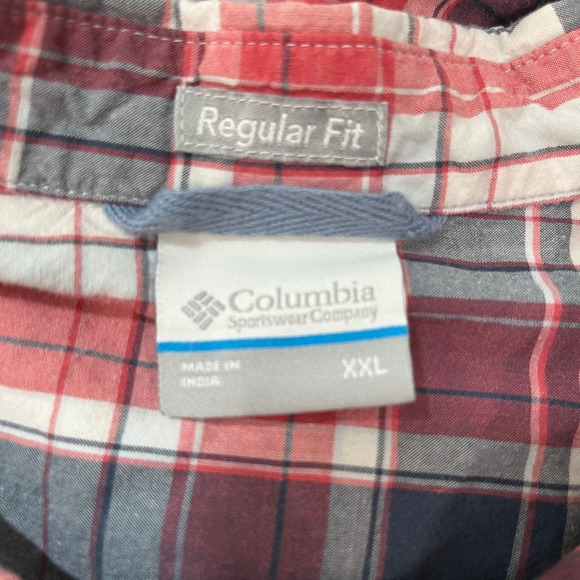 Regular Fit
Columbia
Sportswear Company
MADE IN
INDIA
XXL